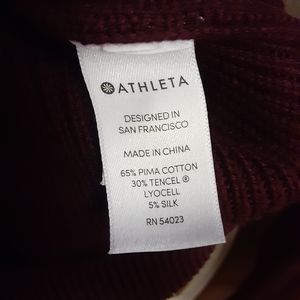 ATHLETA
DESIGNED IN
SAN FRANCISCO
MADE IN CHINA
65% PIMA COTTON
30% TENCEL ®
LYOCELL
5% SILK
RN 54023